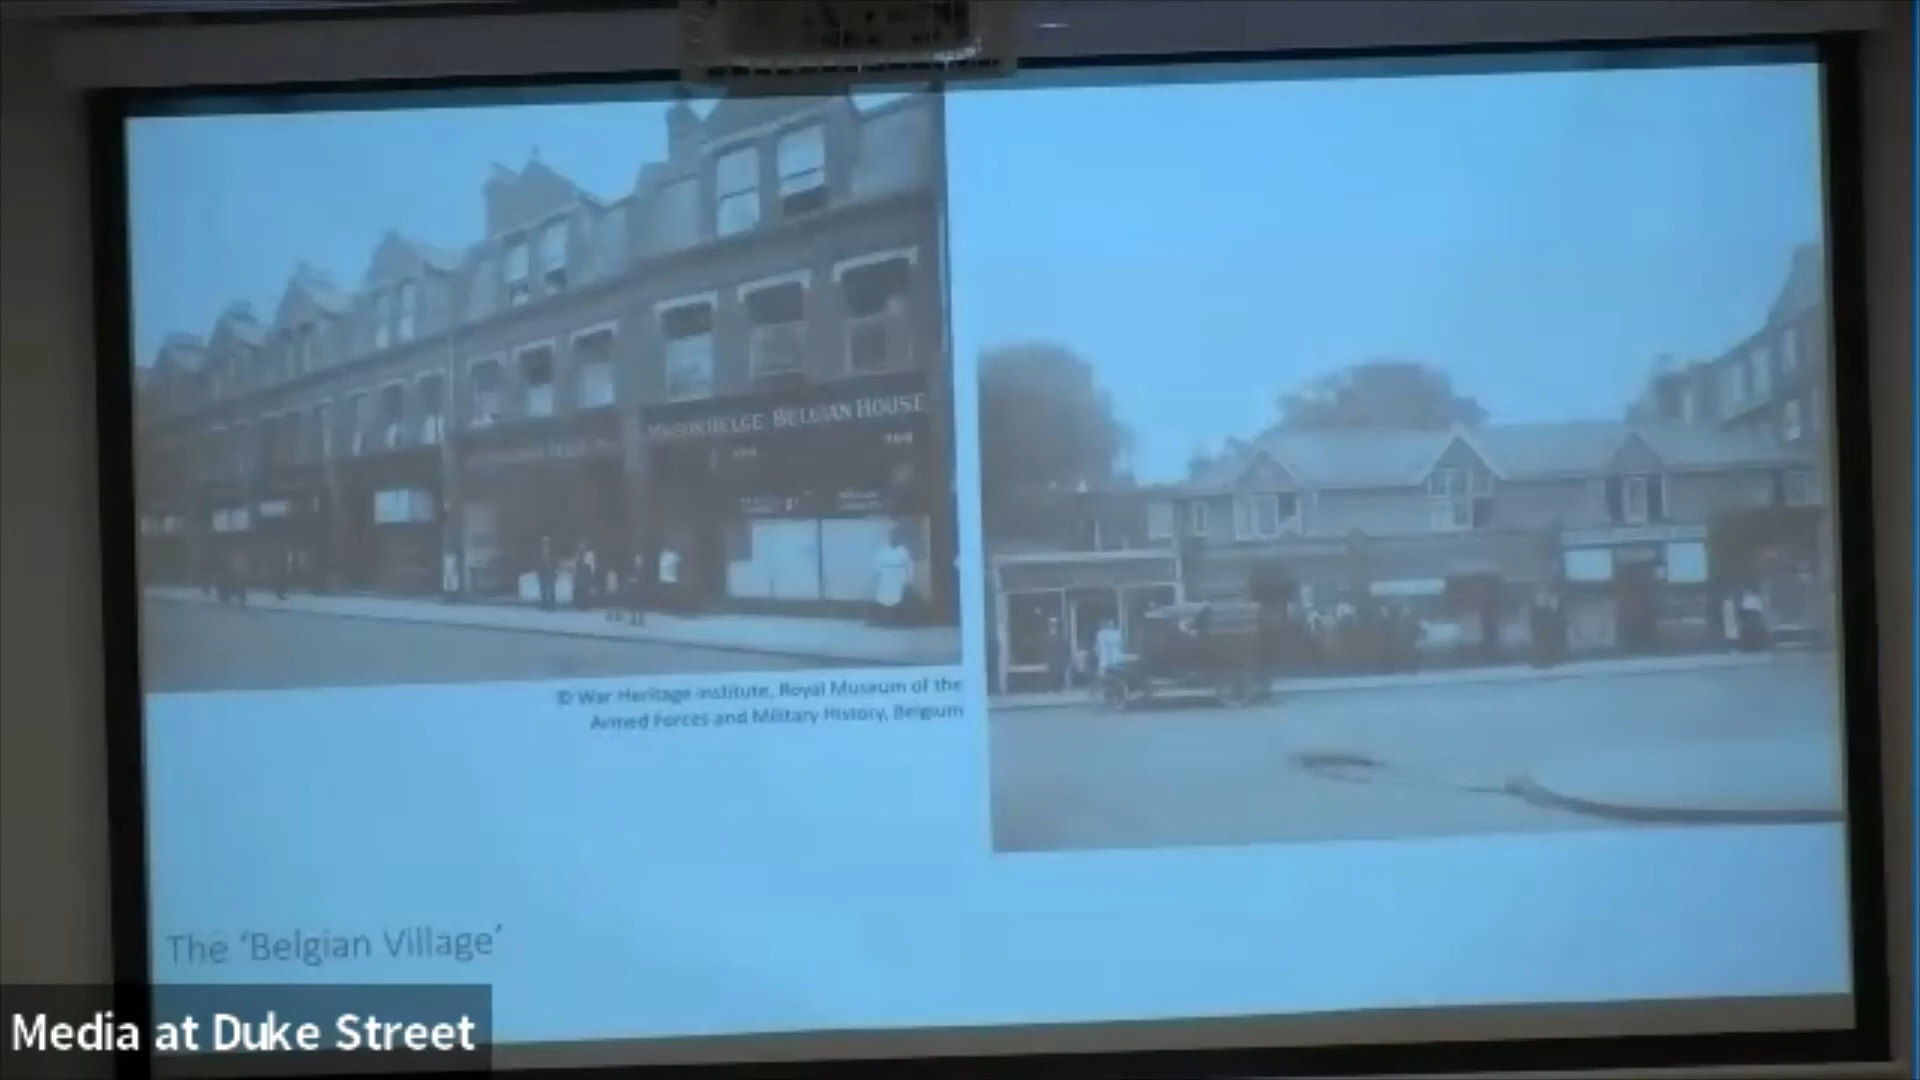 MAISON BELGE BELGIAN HOUSE
© War Heritage Institute, Royal Museum of the
Armed Forces and Military History, Belgium
The ‘Belgian Village’
Media at Duke Street